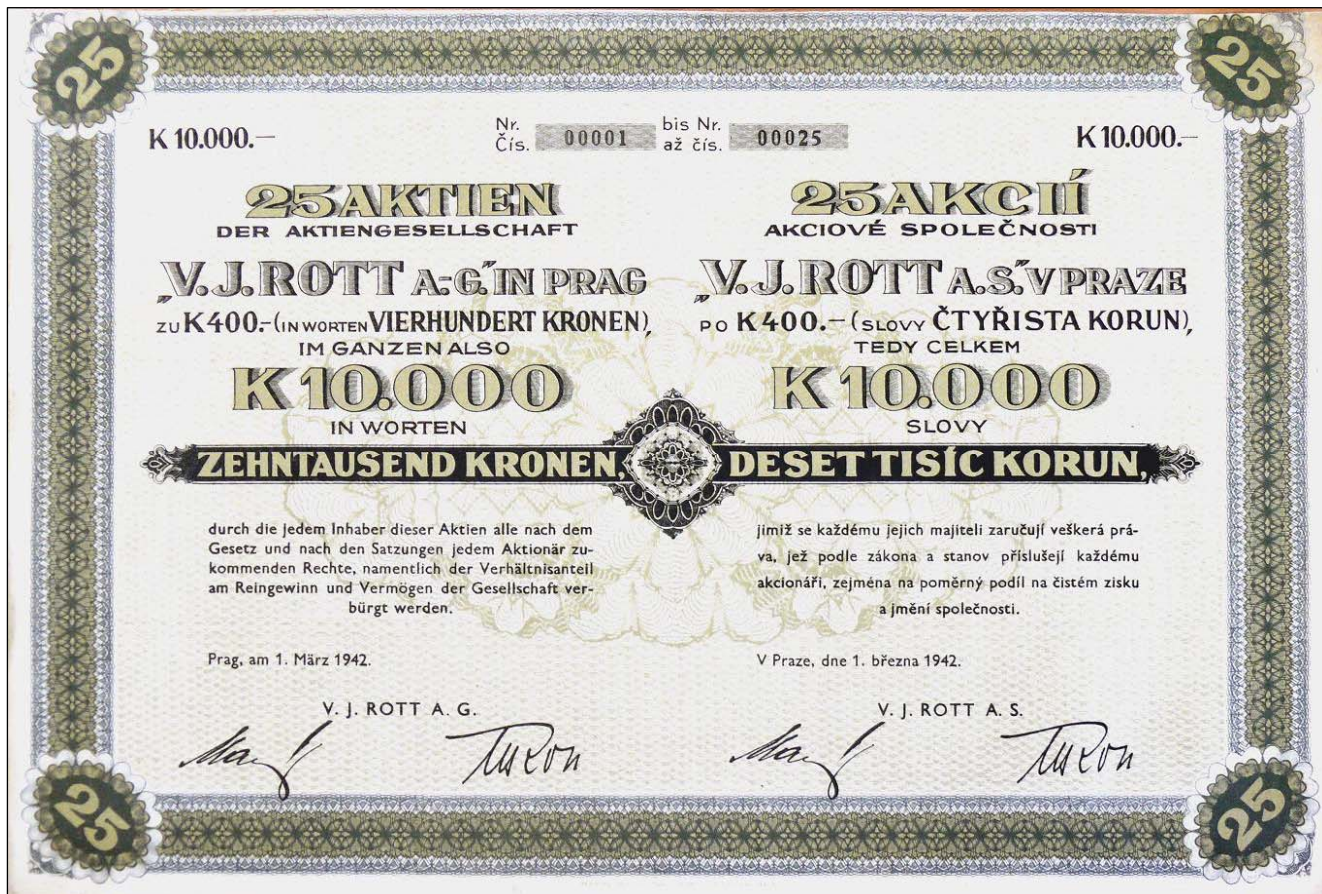 25
25
K 10.000.—
Nr. bis Nr.
Čís. 00001 až čís. 00025
K 10.000.—
25 AKTIEN
DER AKTIENGESELLSCHAFT
„V. J. ROTT A.-G." IN PRAG
ZU K 400.- (IN WORTEN VIERHUNDERT KRONEN),
IM GANZEN ALSO
K 10.000
IN WORTEN
ZEHNTAUSEND KRONEN,
durch die jedem Inhaber dieser Aktien alle nach dem
Gesetz und nach den Satzungen jedem Aktionär zu-
kommenden Rechte, namentlich der Verhältnisanteil
am Reingewinn und Vermögen der Gesellschaft ver-
bürgt werden.
Prag, am 1. März 1942.
V. J. ROTT A. G.
25 AKCIÍ
AKCIOVÉ SPOLEČNOSTI
„V. J. ROTT A.S." V PRAZE
PO K 400.- (SLOVY ČTYŘISTA KORUN),
TEDY CELKEM
K 10.000
SLOVY
DESET TISÍC KORUN,
jimiž se každému jejich majiteli zaručují veškerá prá-
va, jež podle zákona a stanov příslušejí každému
akcionáři, zejména na poměrný podíl na čistém zisku
a jmění společnosti.
V Praze, dne 1. března 1942.
V. J. ROTT A. S.
25
25